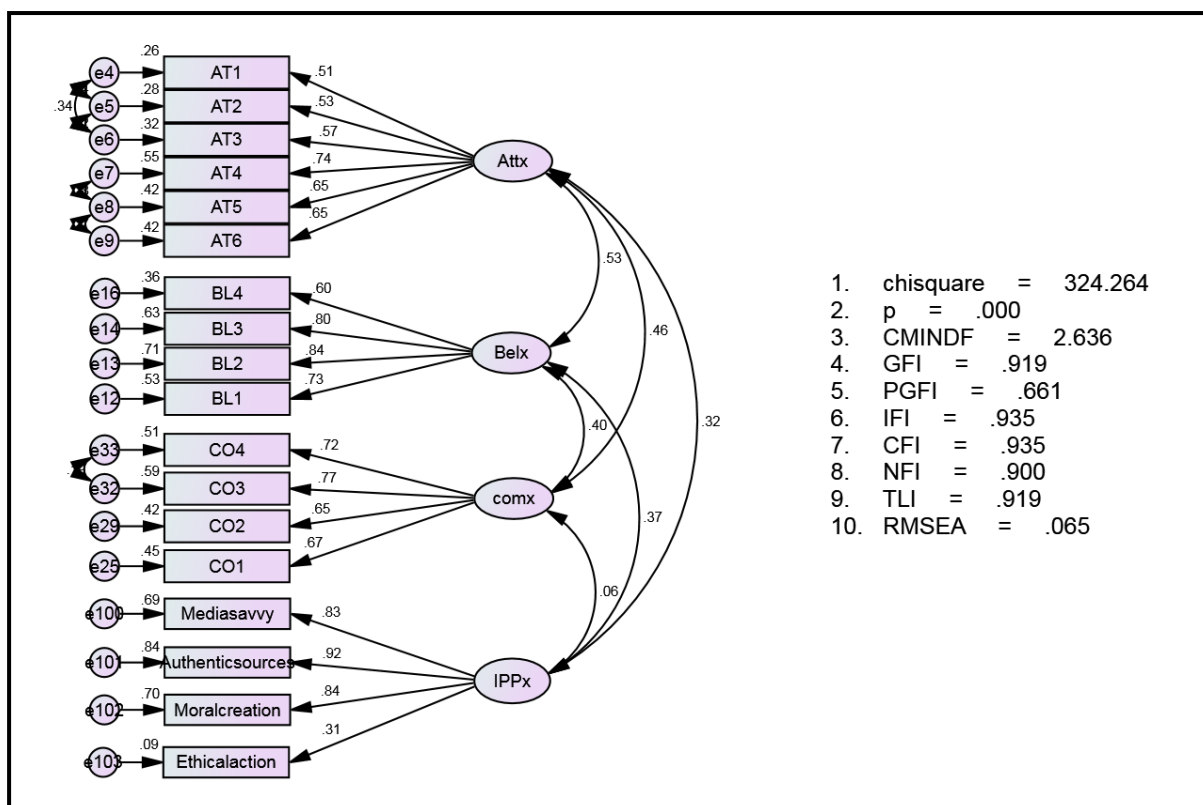 .26
e4 AT1 .51
.28
.34 e5 AT2 .53
.32
e6 AT3 .57
.55
e7 AT4 .74
.42
e8 AT5 .65
.42
e9 AT6 .65
Attx
.53
.46
.32
.36
e16 BL4 .60
.63
e14 BL3 .80
.71
e13 BL2 .84
.53
e12 BL1 .73
Belx
.40
.37
.51
e33 CO4 .72
.59
e32 CO3 .77
.42
e29 CO2 .65
.45
e25 CO1 .67
comx
.06
.69
e100 Mediasavvy .83
.84
e101 Authenticsources .92
.70
e102 Moralcreation .84
.09
e103 Ethicalaction .31
IPPx
1. chisquare = 324.264
2. p = .000
3. CMINDF = 2.636
4. GFI = .919
5. PGFI = .661
6. IFI = .935
7. CFI = .935
8. NFI = .900
9. TLI = .919
10. RMSEA = .065